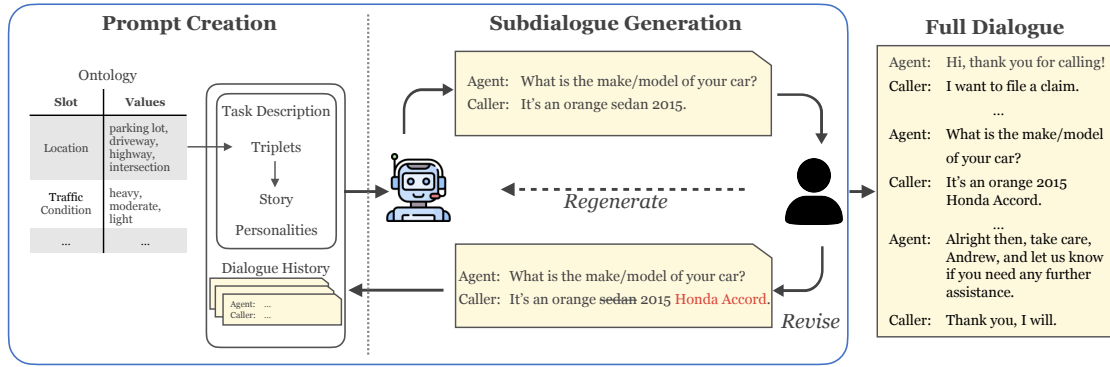 Prompt Creation
Ontology
Slot Values
Location
parking lot,
driveway,
highway,
intersection
Traffic
Condition
heavy,
moderate,
light
... ...
Task Description
Triplets
Story
Personalities
Dialogue History
Agent: ...
Caller: ...
Subdialogue Generation
Agent: What is the make/model of your car?
Caller: It's an orange sedan 2015.
Regenerate
Agent: What is the make/model of your car?
Caller: It's an orange sedan 2015 Honda Accord.
Revise
Full Dialogue
Agent: Hi, thank you for calling!
Caller: I want to file a claim.
...
Agent: What is the make/model
of your car?
Caller: It's an orange 2015
Honda Accord.
...
Agent: Alright then, take care,
Andrew, and let us know
if you need any further
assistance.
Caller: Thank you, I will.